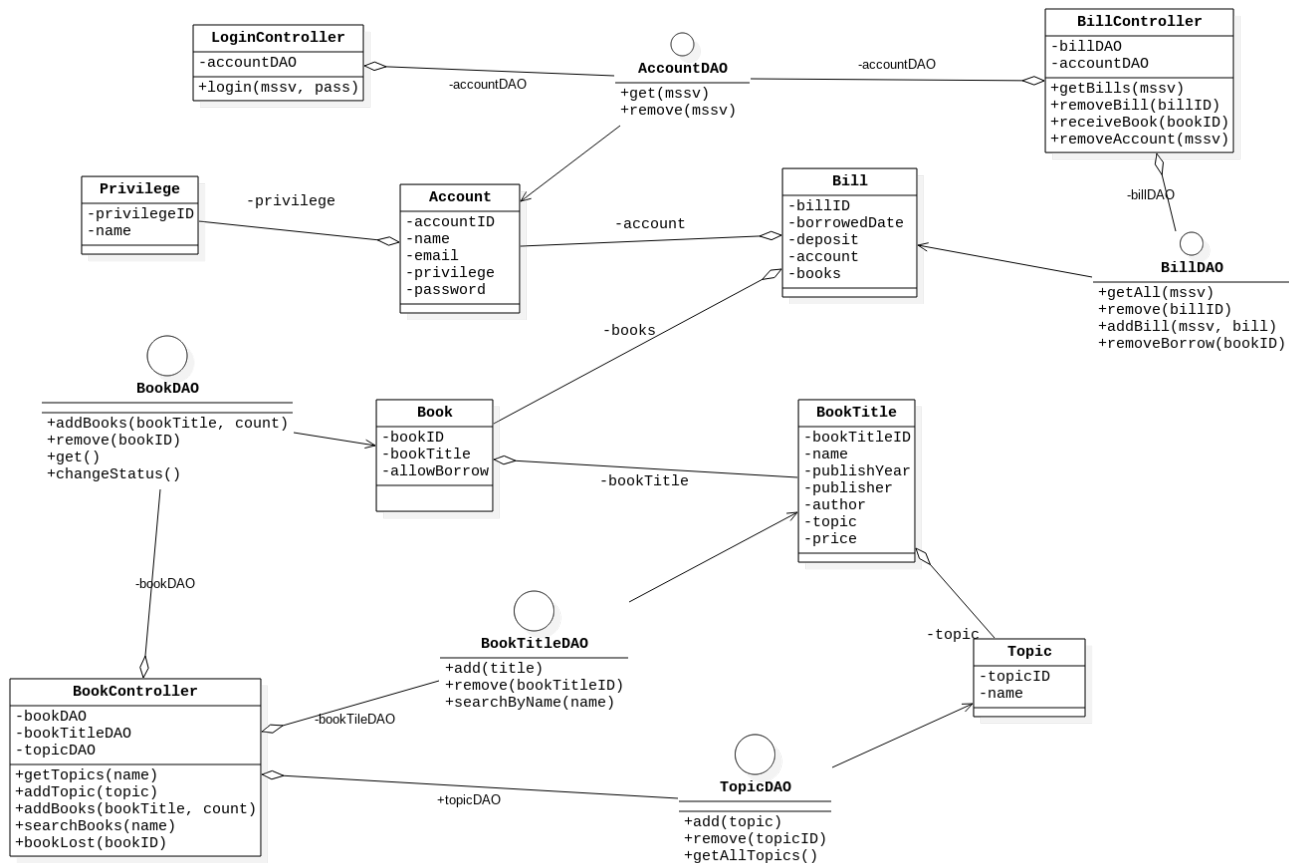 LoginController
-accountDAO
+login(mssv, pass)
-accountDAO
AccountDAO
+get(mssv)
+remove(mssv)
-accountDAO
BillController
-billDAO
-accountDAO
+getBills(mssv)
+removeBill(billID)
+receiveBook(bookID)
+removeAccount(mssv)
-billDAO
Privilege
-privilegeID
-name
-privilege
Account
-accountID
-name
-email
-privilege
-password
-account
Bill
-billID
-borrowedDate
-deposit
-account
-books
BillDAO
+getAll(mssv)
+remove(billID)
+addBill(mssv, bill)
+removeBorrow(bookID)
-books
BookDAO
+addBooks(bookTitle, count)
+remove(bookID)
+get()
+changeStatus()
Book
-bookID
-bookTitle
-allowBorrow
-bookTitle
BookTitle
-bookTitleID
-name
-publishYear
-publisher
-author
-topic
-price
-bookDAO
BookTitleDAO
+add(title)
+remove(bookTitleID)
+searchByName(name)
-topic
Topic
-topicID
-name
BookController
-bookDAO
-bookTitleDAO
-topicDAO
+getTopics(name)
+addTopic(topic)
+addBooks(bookTitle, count)
+searchBooks(name)
+bookLost(bookID)
-bookTileDAO
+topicDAO
TopicDAO
+add(topic)
+remove(topicID)
+getAllTopics()